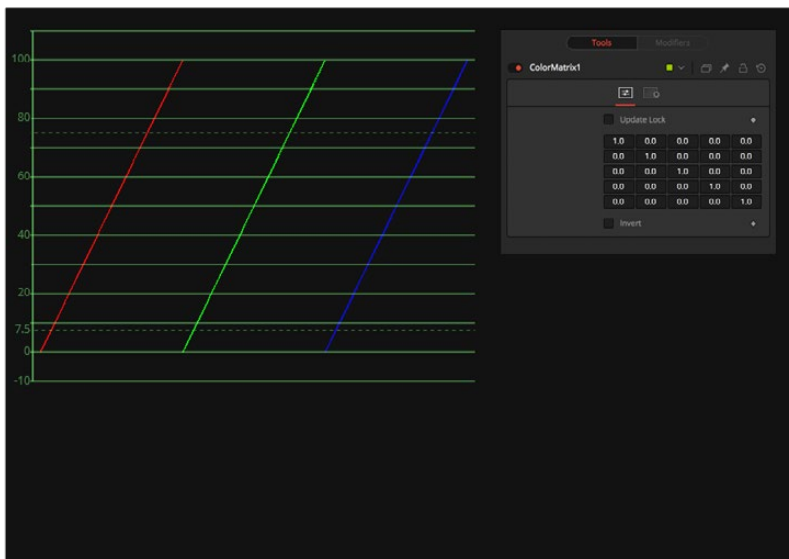 100
80
60
40
20
7.5
0
-10
Tools Modifiers
ColorMatrix1
Update Lock
1.0 0.0 0.0 0.0 0.0
0.0 1.0 0.0 0.0 0.0
0.0 0.0 1.0 0.0 0.0
0.0 0.0 0.0 1.0 0.0
0.0 0.0 0.0 0.0 1.0
Invert